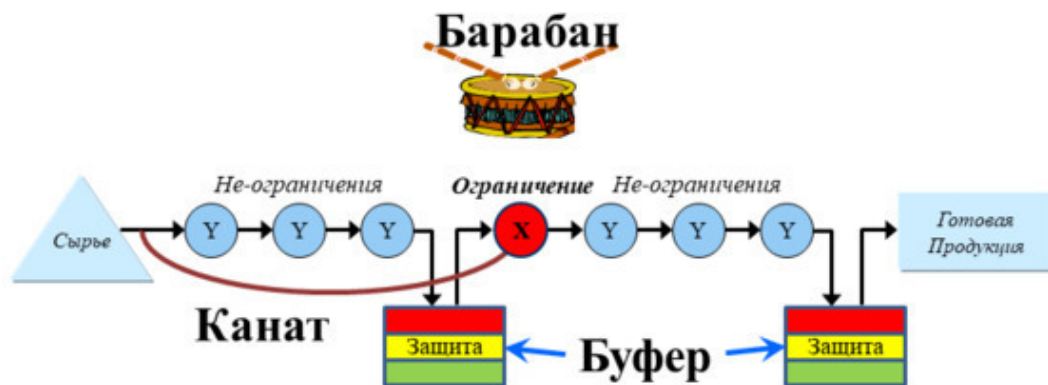 Барабан
Не-ограничения
Ограничение
Не-ограничения
Сырье
Y
Y
Y
X
Y
Y
Y
Готовая
Продукция
Канат
Защита
Буфер
Защита